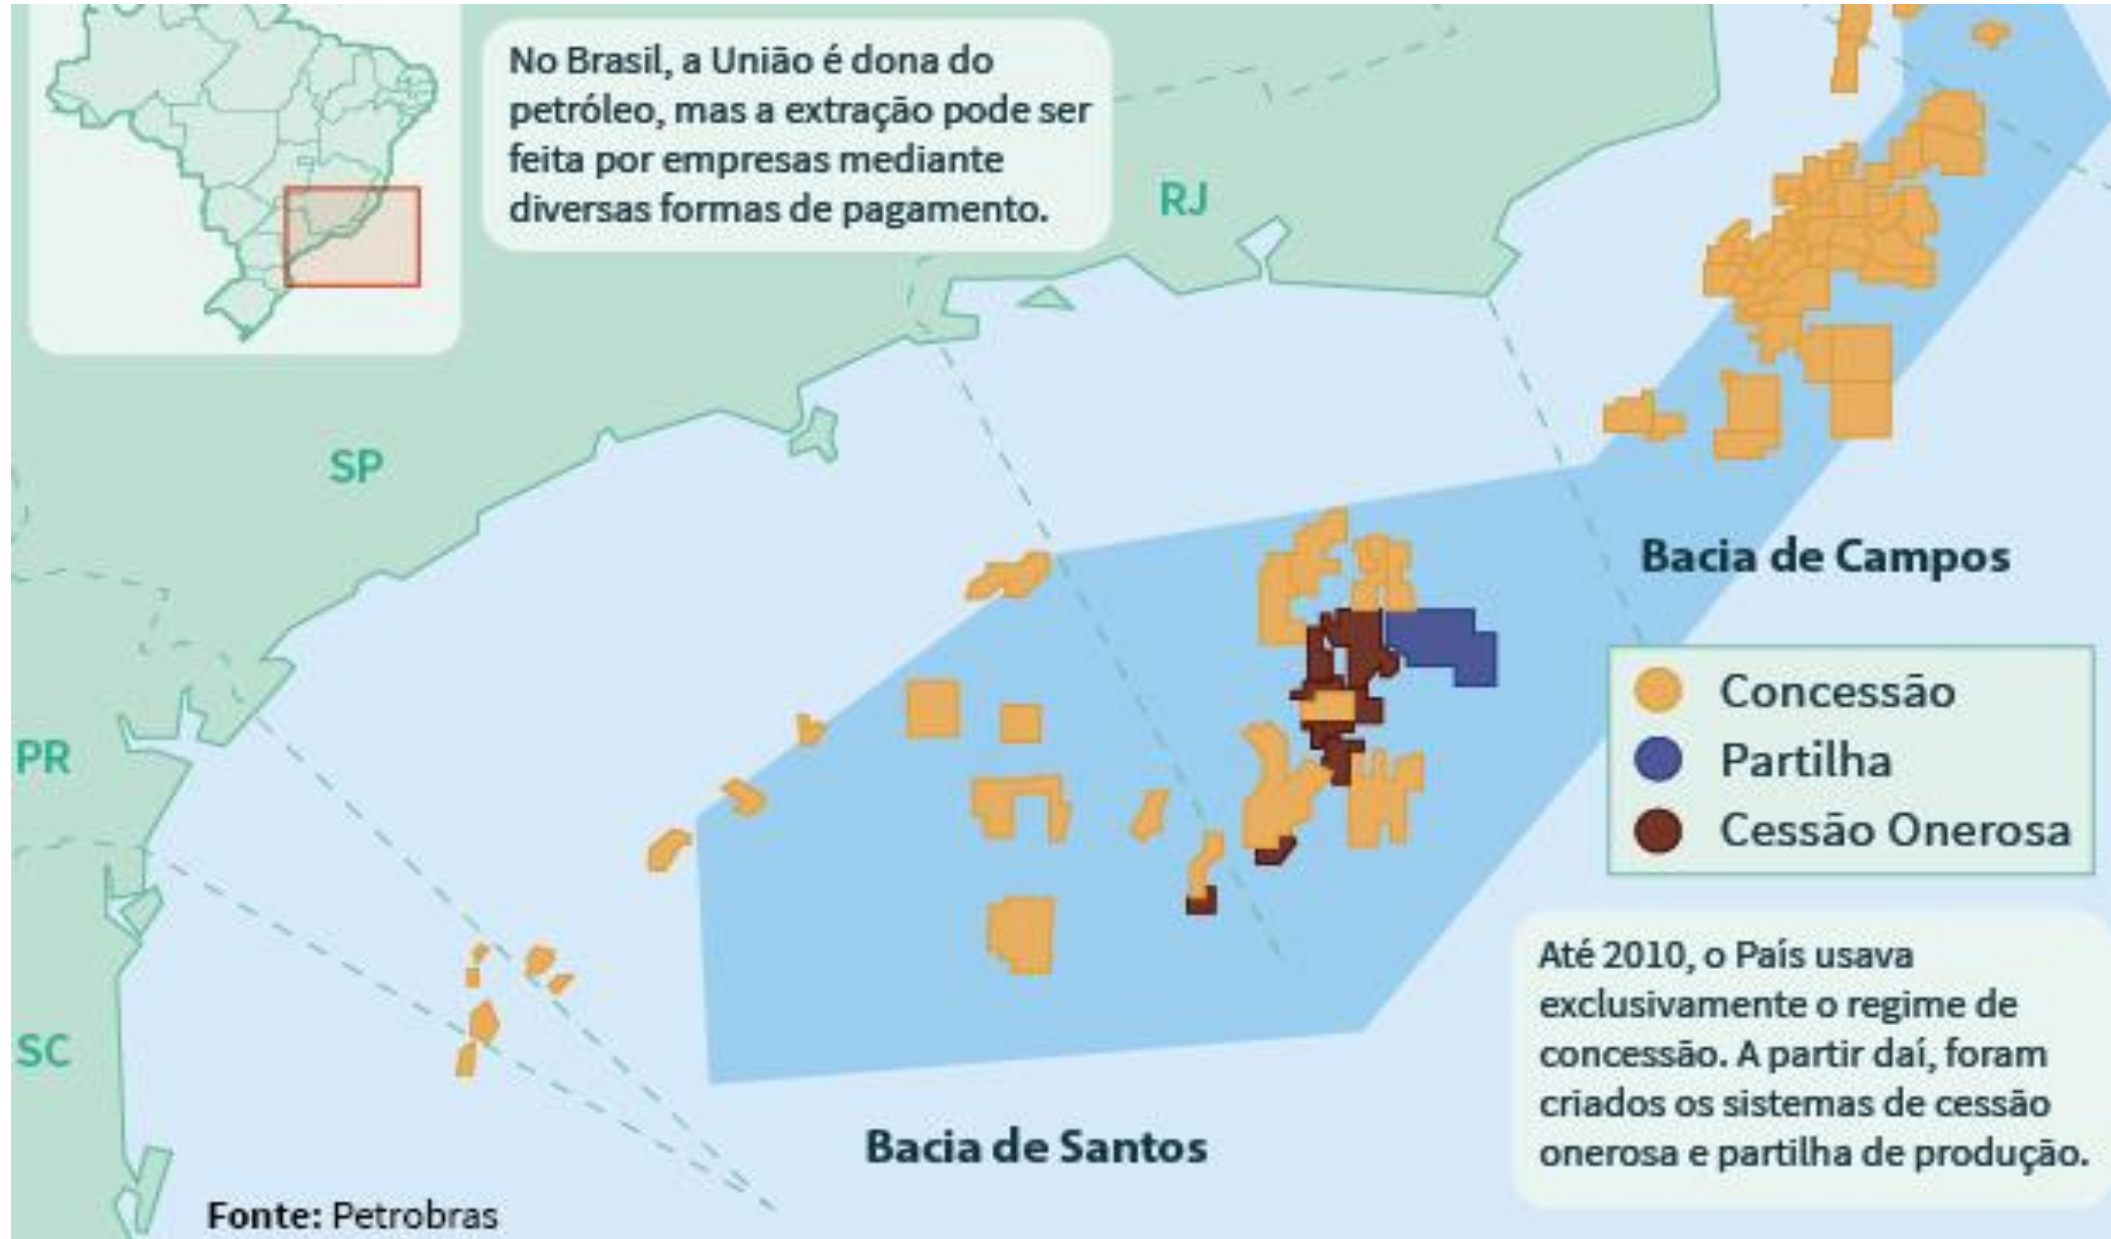 No Brasil, a União é dona do
petróleo, mas a extração pode ser
feita por empresas mediante
diversas formas de pagamento.
RJ
SP
PR
SC
Bacia de Campos
Concessão
Partilha
Cessão Onerosa
Até 2010, o País usava
exclusivamente o regime de
concessão. A partir daí, foram
criados os sistemas de cessão
onerosa e partilha de produção.
Bacia de Santos
Fonte: Petrobras